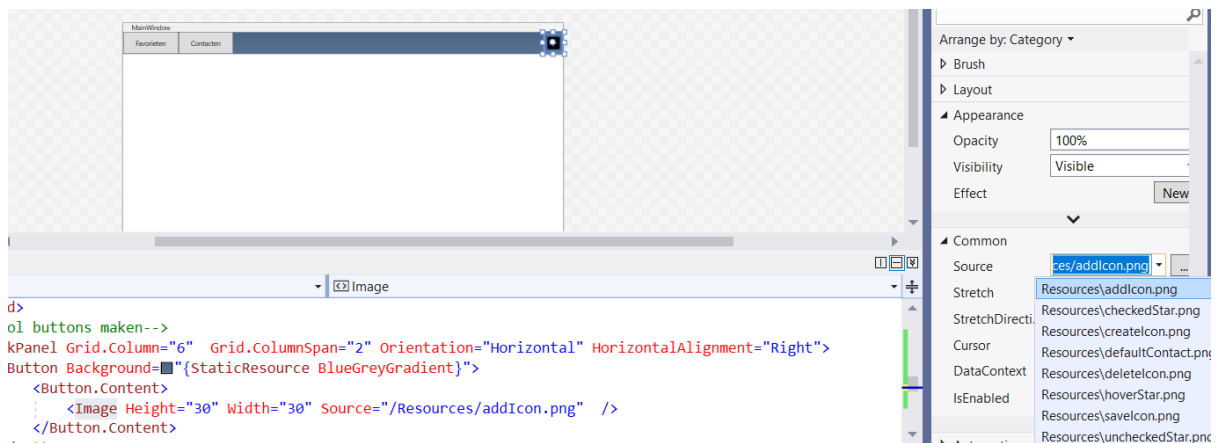 MainWindow
Favorieten Contacten
Arrange by: Category
Brush
Layout
Appearance
Opacity 100%
Visibility Visible
Effect New
Common
Source ces/addIcon.png ...
Stretch
StretchDirecti.
Cursor
DataContext
IsEnabled
Resources\addIcon.png
Resources\checkedStar.png
Resources\createIcon.png
Resources\defaultContact.png
Resources\deleteIcon.png
Resources\hoverStar.png
Resources\saveIcon.png
Resources\uncheckedStar.png
Image
d>
ol buttons maken-->
kPanel Grid.Column="6" Grid.ColumnSpan="2" Orientation="Horizontal" HorizontalAlignment="Right">
Button Background="{StaticResource BlueGreyGradient}">
<Button.Content>
<Image Height="30" Width="30" Source="/Resources/addIcon.png" />
</Button.Content>